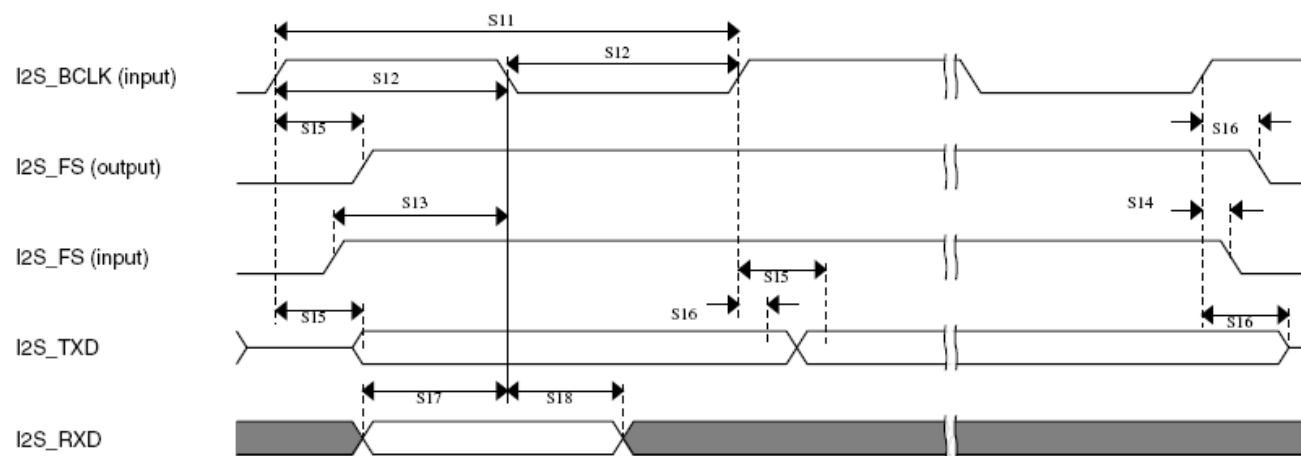 S11
I2S_BCLK (input)
S12
S12
S15
S16
I2S_FS (output)
S13
S14
I2S_FS (input)
S15
S16
S15
S16
I2S_TXD
S17
S18
I2S_RXD